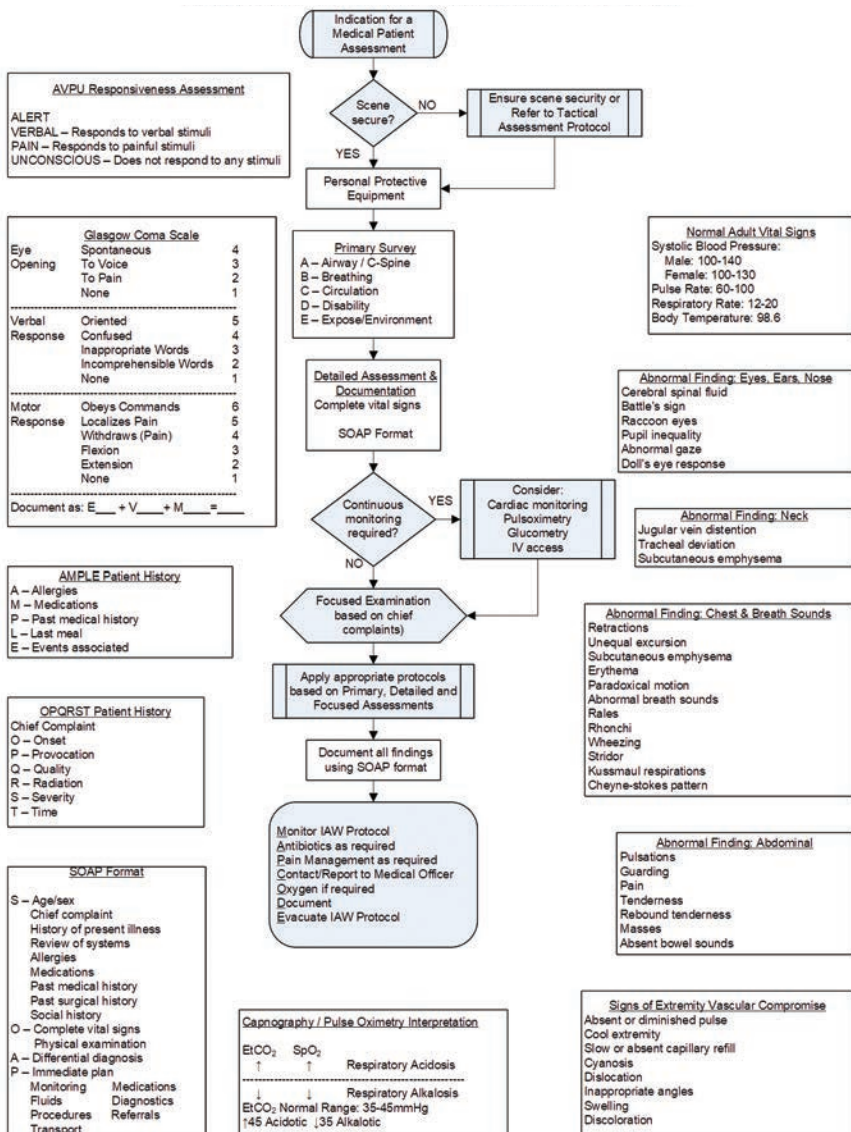 Indication for a
Medical Patient
Assessment
Scene
secure?
NO
Ensure scene security or
Refer to Tactical
Assessment Protocol
YES
Personal Protective
Equipment
Primary Survey
A – Airway / C-Spine
B – Breathing
C – Circulation
D – Disability
E – Expose/Environment
Detailed Assessment &
Documentation
Complete vital signs
SOAP Format
Continuous
monitoring
required?
YES
Consider:
Cardiac monitoring
Pulsoximetry
Glucometry
IV access
NO
Focused Examination
based on chief
complaints)
Apply appropriate protocols
based on Primary, Detailed and
Focused Assessments
Document all findings
using SOAP format
Monitor IAW Protocol
Antibiotics as required
Pain Management as required
Contact/Report to Medical Officer
Oxygen if required
Document
Evacuate IAW Protocol
AVPU Responsiveness Assessment
ALERT
VERBAL – Responds to verbal stimuli
PAIN – Responds to painful stimuli
UNCONSCIOUS – Does not respond to any stimuli
Glasgow Coma Scale
Eye Spontaneous 4
Opening To Voice 3
To Pain 2
None 1
Verbal Oriented 5
Response Confused 4
Inappropriate Words 3
Incomprehensible Words 2
None 1
Motor Obeys Commands 6
Response Localizes Pain 5
Withdraws (Pain) 4
Flexion 3
Extension 2
None 1
Document as: E___ + V____ + M____=____
AMPLE Patient History
A – Allergies
M – Medications
P – Past medical history
L – Last meal
E – Events associated
OPQRST Patient History
Chief Complaint
O – Onset
P – Provocation
Q – Quality
R – Radiation
S – Severity
T – Time
SOAP Format
S – Age/sex
Chief complaint
History of present illness
Review of systems
Allergies
Medications
Past medical history
Past surgical history
Social history
O – Complete vital signs
Physical examination
A – Differential diagnosis
P – Immediate plan
Monitoring Medications
Fluids Diagnostics
Procedures Referrals
Transport
Capnography / Pulse Oximetry Interpretation
EtCO₂ SpO₂
↑ ↑ Respiratory Acidosis
↓ ↓ Respiratory Alkalosis
EtCO₂ Normal Range: 35-45mmHg
↑45 Acidotic ↓35 Alkalotic
Normal Adult Vital Signs
Systolic Blood Pressure:
Male: 100-140
Female: 100-130
Pulse Rate: 60-100
Respiratory Rate: 12-20
Body Temperature: 98.6
Abnormal Finding: Eyes, Ears, Nose
Cerebral spinal fluid
Battle's sign
Raccoon eyes
Pupil inequality
Abnormal gaze
Doll's eye response
Abnormal Finding: Neck
Jugular vein distention
Tracheal deviation
Subcutaneous emphysema
Abnormal Finding: Chest & Breath Sounds
Retractions
Unequal excursion
Subcutaneous emphysema
Erythema
Paradoxical motion
Abnormal breath sounds
Rales
Rhonchi
Wheezing
Stridor
Kussmaul respirations
Cheyne-stokes pattern
Abnormal Finding: Abdominal
Pulsations
Guarding
Pain
Tenderness
Rebound tenderness
Masses
Absent bowel sounds
Signs of Extremity Vascular Compromise
Absent or diminished pulse
Cool extremity
Slow or absent capillary refill
Cyanosis
Dislocation
Inappropriate angles
Swelling
Discoloration